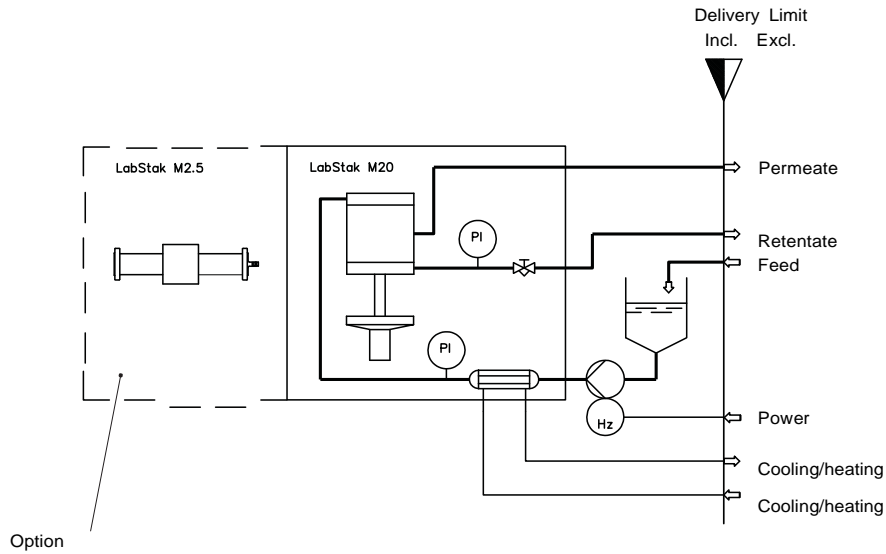 Delivery Limit
Incl. Excl.
LabStak M2.5
LabStak M20
Permeate
PI
Retentate
Feed
PI
Hz
Power
Cooling/heating
Cooling/heating
Option